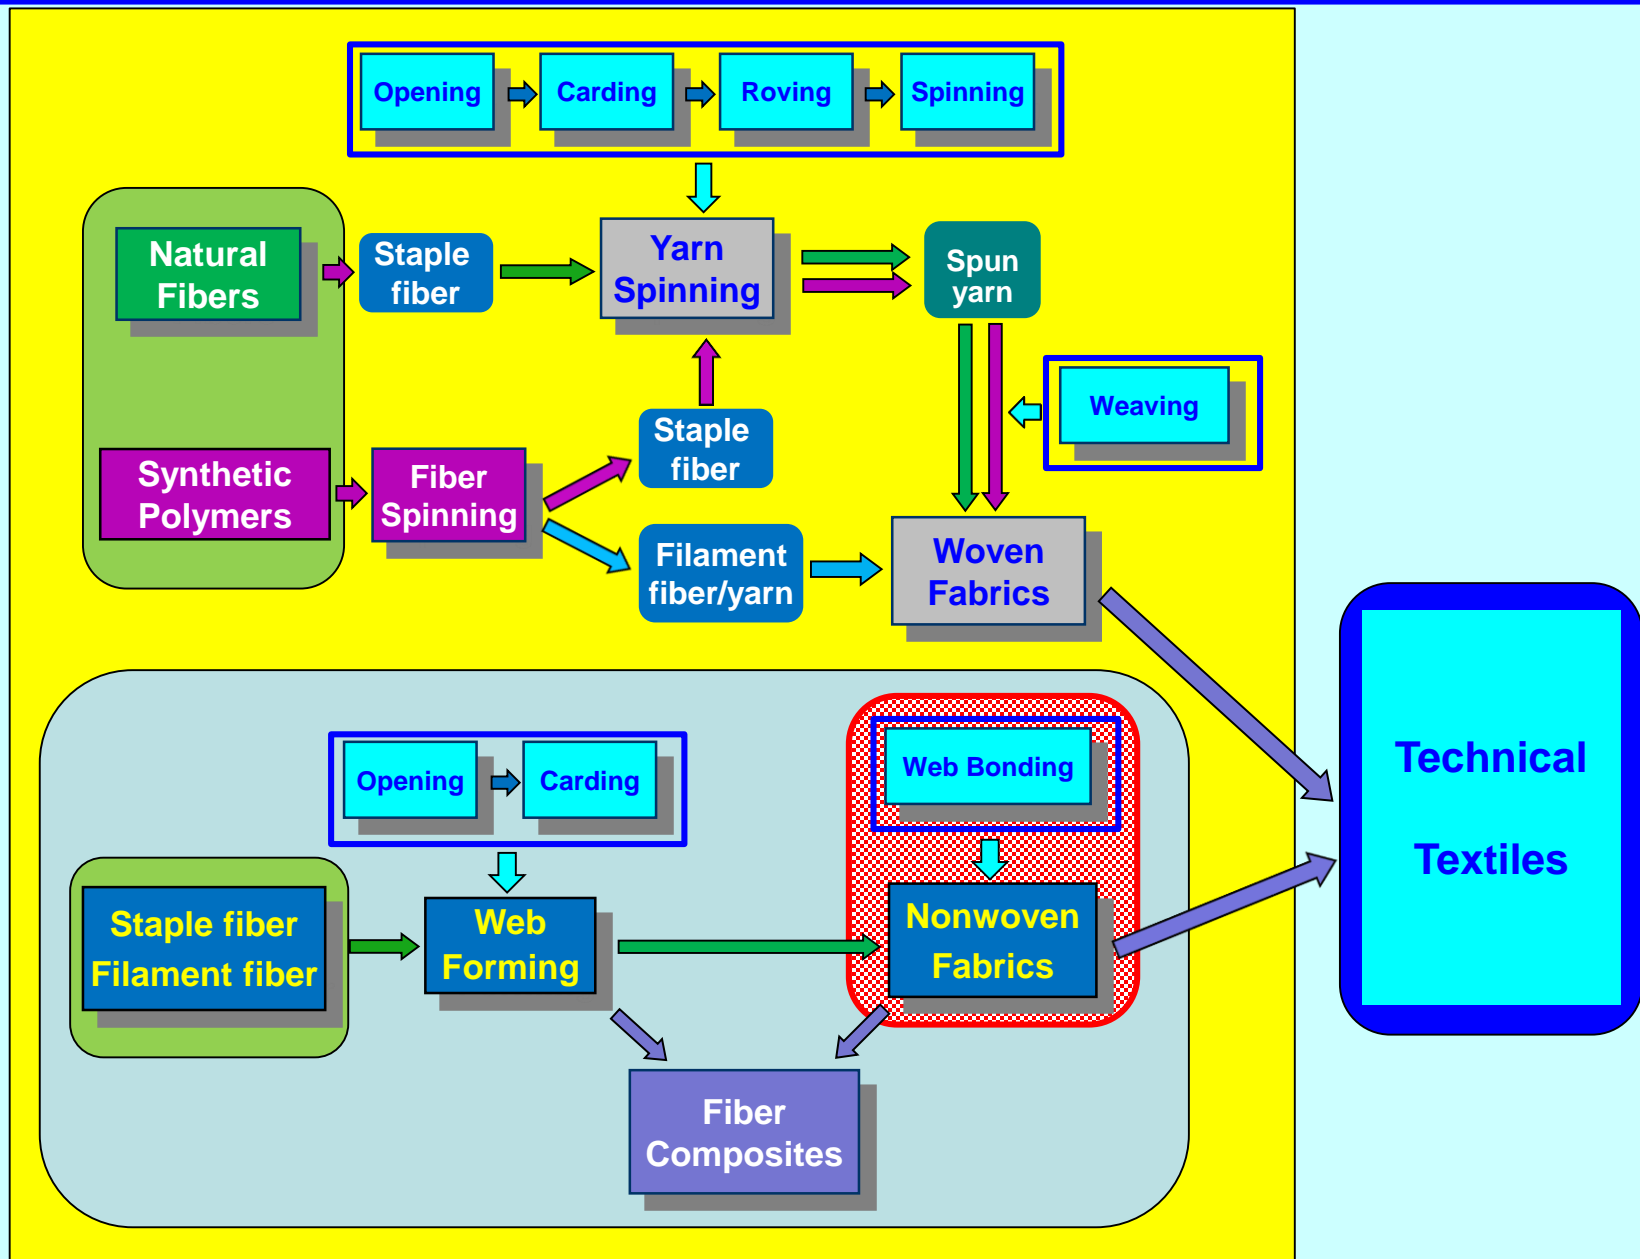 Opening
Carding
Roving
Spinning
Natural
Fibers
Staple
fiber
Yarn
Spinning
Spun
yarn
Weaving
Staple
fiber
Synthetic
Polymers
Fiber
Spinning
Filament
fiber/yarn
Woven
Fabrics
Technical
Textiles
Opening
Carding
Web Bonding
Staple fiber
Filament fiber
Web
Forming
Nonwoven
Fabrics
Fiber
Composites